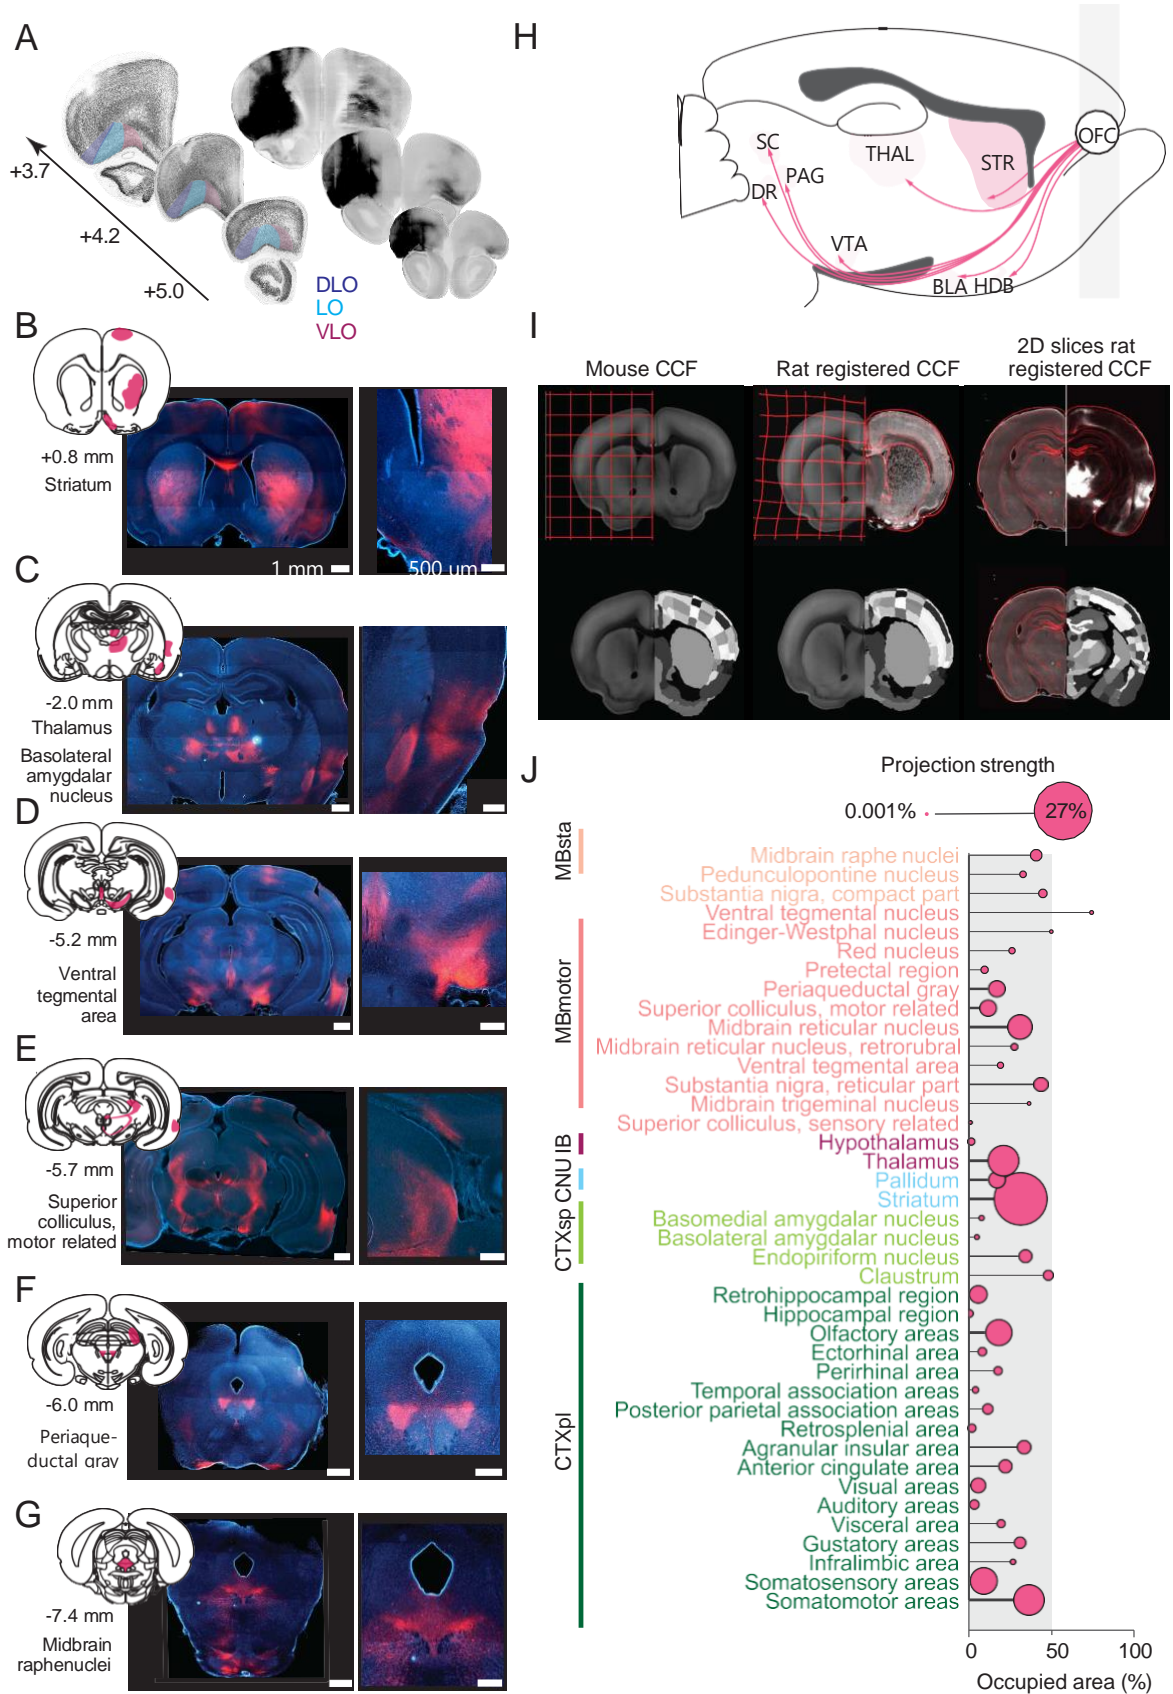 A
+3.7
+4.2
+5.0
DLO
LO
VLO
B
+0.8 mm
Striatum
1 mm
500 um
C
-2.0 mm
Thalamus
Basolateral
amygdalar
nucleus
D
-5.2 mm
Ventral
tegmental
area
E
-5.7 mm
Superior
colliculus,
motor related
F
-6.0 mm
Periaque-
ductal gray
G
-7.4 mm
Midbrain
raphenuclei
H
SC
PAG
DR
VTA
THAL
STR
OFC
BLA HDB
I
Mouse CCF
Rat registered CCF
2D slices rat
registered CCF
J
Projection strength
0.001%
27%
MBsta
Midbrain raphe nuclei
Pedunculopontine nucleus
Substantia nigra, compact part
MBmotor
Ventral tegmental nucleus
Edinger-Westphal nucleus
Red nucleus
Pretectal region
Periaqueductal gray
Superior colliculus, motor related
Midbrain reticular nucleus
Midbrain reticular nucleus, retrorubral
Ventral tegmental area
Substantia nigra, reticular part
Midbrain trigeminal nucleus
Superior colliculus, sensory related
IB
Hypothalamus
Thalamus
CNU
Pallidum
Striatum
CTXsp
Basomedial amygdalar nucleus
Basolateral amygdalar nucleus
Endopiriform nucleus
Claustrum
CTXpl
Retrohippocampal region
Hippocampal region
Olfactory areas
Ectorhinal area
Perirhinal area
Temporal association areas
Posterior parietal association areas
Retrosplenial area
Agranular insular area
Anterior cingulate area
Visual areas
Auditory areas
Visceral area
Gustatory areas
Infralimbic area
Somatosensory areas
Somatomotor areas
0
50
100
Occupied area (%)